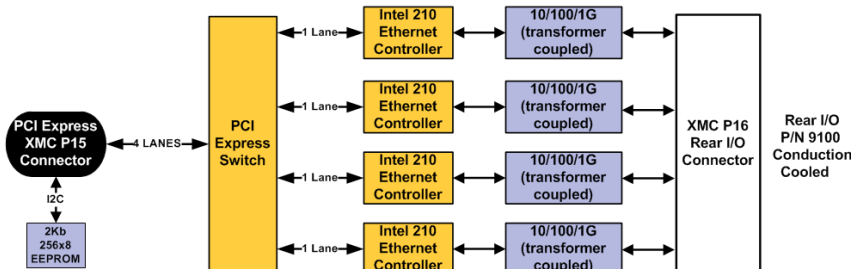 PCI Express
XMC P15
Connector
4 LANES
I2C
2Kb
256x8
EEPROM
PCI
Express
Switch
1 Lane
Intel 210
Ethernet
Controller
10/100/1G
(transformer
coupled)
1 Lane
Intel 210
Ethernet
Controller
10/100/1G
(transformer
coupled)
1 Lane
Intel 210
Ethernet
Controller
10/100/1G
(transformer
coupled)
1 Lane
Intel 210
Ethernet
Controller
10/100/1G
(transformer
coupled)
XMC P16
Rear I/O
Connector
Rear I/O
P/N 9100
Conduction
Cooled